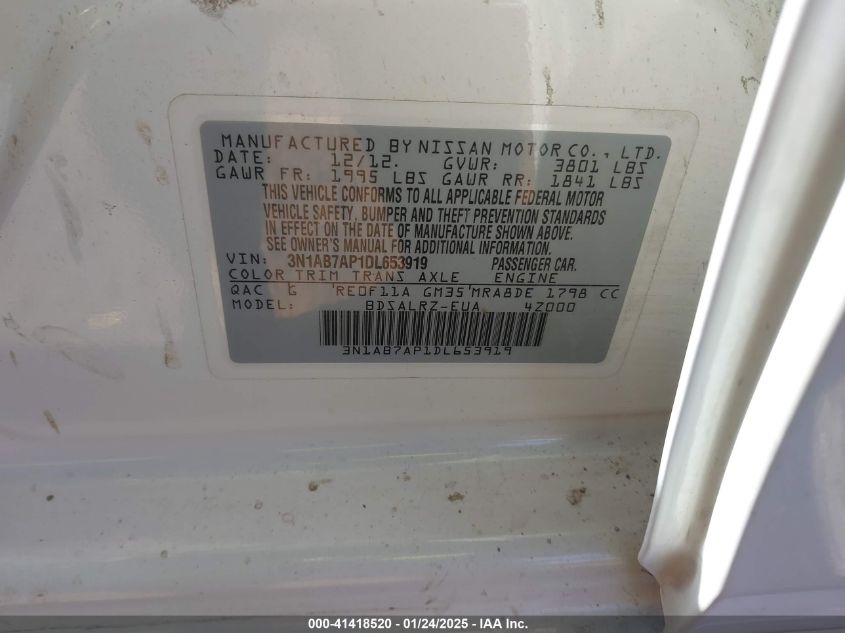 MANUFACTURED BY NISSAN MOTOR CO., LTD.
DATE: 12/12. GVWR: 3801 LBS
GAWR FR: 1995 LBS GAWR RR: 1841 LBS
THIS VEHICLE CONFORMS TO ALL APPLICABLE FEDERAL MOTOR
VEHICLE SAFETY, BUMPER AND THEFT PREVENTION STANDARDS
IN EFFECT ON THE DATE OF MANUFACTURE SHOWN ABOVE.
SEE OWNER'S MANUAL FOR ADDITIONAL INFORMATION.
VIN: 3N1AB7AP1DL653919 PASSENGER CAR.
COLOR TRIM TRANS AXLE ENGINE
QAC G RE0F11A GM35 MRA8DE 1798 CC
MODEL: BDSALRZ-EUA 4Z000
3N1AB7AP1DL653919
000-41418520 - 01/24/2025 - IAA Inc.